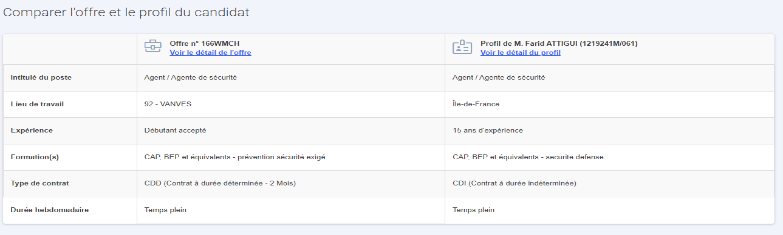 Comparer l'offre et le profil du candidat
Offre n° 166WMCH
Voir le détail de l'offre
Profil de M. Farid ATTIGUI (1219241M/061)
Voir le détail du profil
Intitulé du poste
Agent / Agente de sécurité
Agent / Agente de sécurité
Lieu de travail
92 - VANVES
Île-de-France
Expérience
Débutant accepté
15 ans d'expérience
Formation(s)
CAP, BEP et équivalents - prévention sécurité exigé
CAP, BEP et équivalents - securite defense
Type de contrat
CDD (Contrat à durée déterminée - 2 Mois)
CDI (Contrat à durée indéterminée)
Durée hebdomadaire
Temps plein
Temps plein